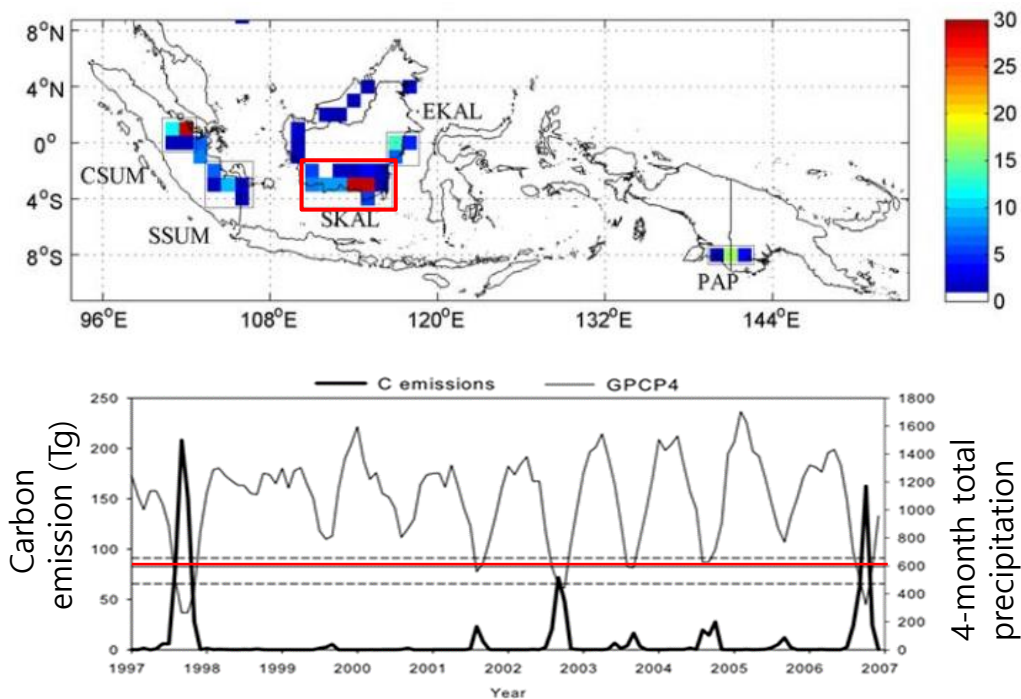 8°N
4°N
0°
4°S
8°S
96°E
108°E
120°E
132°E
144°E
CSUM
SSUM
SKAL
EKAL
PAP
30
25
20
15
10
5
0
C emissions
GPCP4
Carbon
emission (Tg)
250
200
150
100
50
0
1800
1600
1400
1200
1000
800
600
400
200
0
4-month total
precipitation
1997
1998
2000
2001
2002
2003
2004
2005
2006
2007
Year